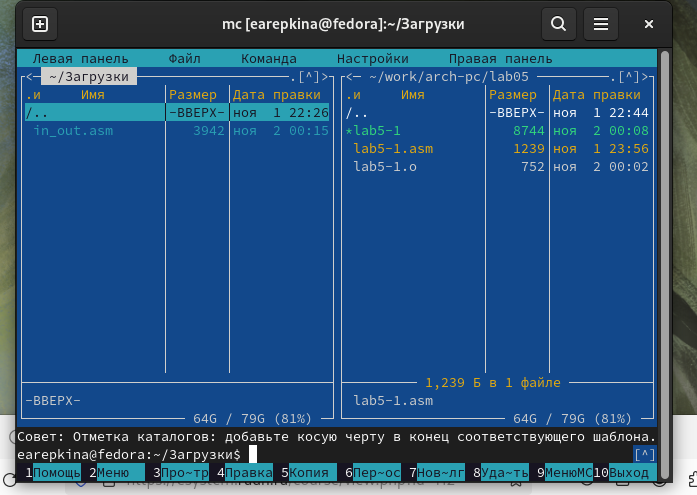 mc [earepkina@fedora]:~/Загрузки
Левая панель Файл Команда Настройки Правая панель
<─ ~/Загрузки .[^]> <─ ~/work/arch-pc/lab05 .[^]>
.и Имя Размер Дата правки .и Имя Размер Дата правки
/.. -ВВЕРХ- ноя 1 22:26 /.. -ВВЕРХ- ноя 1 22:44
in_out.asm 3942 ноя 2 00:15 *lab5-1 8744 ноя 2 00:08
lab5-1.asm 1239 ноя 1 23:56
lab5-1.o 752 ноя 2 00:02
1,239 Б в 1 файле
-ВВЕРХ- lab5-1.asm
64G / 79G (81%) 64G / 79G (81%)
Совет: Отметка каталогов: добавьте косую черту в конец соответствующего шаблона.
earepkina@fedora:~/Загрузки$ [^]
1Помощь 2Меню 3Про~тр 4Правка 5Копия 6Пер~ос 7Нов~лг 8Уда~ть 9МенюMC 10Выход